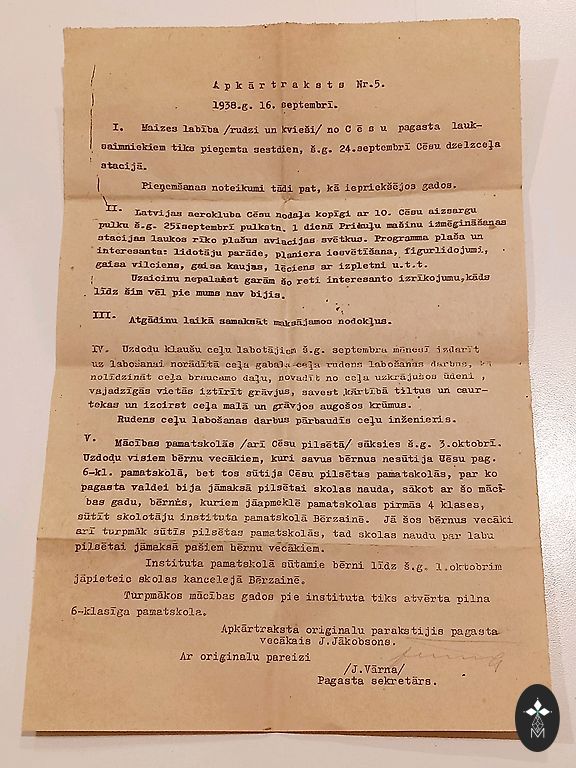 Apkārtraksts Nr.5.
1938.g. 16. septembrī.
I. Maizes labība /rudzi un kvieši/ no Cēsu pagasta lauk-
saimniekiem tiks pieņemta sestdien, š.g. 24.septembrī Cēsu dzelzceļa
stacijā.
Pieņemšanas noteikumi tādi pat, kā iepriekšējos gados.
II. Latvijas aerokluba Cēsu nodaļa kopīgi ar 10. Cēsu aizsargu
pulku š.g. 25septembrī pulkstn. 1 dienā Priekuļu mašīnu izmēģināšanas
stacijas laukos rīko plašus aviacijas svētkus. Programma plaša un
interesanta: lidotāju parāde, planiera iesvētīšana, figurlidojumi,
gaisa vilciens, gaisa kaujas, lēciens ar izpletni u.t.t.
Uzaicinu nepalaist garām šo reti interesanto izrīkojumu, kāds
līdz šim vēl pie mums nav bijis.
III. Atgādinu laikā samaksāt maksājamos nodokļus.
IV. Uzdodu klaušu ceļu labotājiem š.g. septembra mēnesī izdarīt
uz labošanai norādītā ceļa gabala ceļa rudens labošanas darbus,
nolīdzināt ceļa braucamo daļu, novadīt no ceļa uzkrājušos ūdeni,
vajadzīgās vietās iztīrīt grāvjus, savest kārtībā tiltus un caur-
tekas un izcirst ceļa malā un grāvjos augošos krūmus.
Rudens ceļu labošanas darbus pārbaudīs ceļu inženieris.
V. Mācības pamatskolās /arī Cēsu pilsētā/ sāksies š.g. 3.oktobrī.
Uzdodu visiem bērnu vecākiem, kuri savus bērnus nesūtīja Cēsu pag.
6-kl. pamatskolā, bet tos sūtīja Cēsu pilsētas pamatskolās, par ko
pagasta valdei bija jāmaksā pilsētai skolas nauda, sākot ar šo mācī-
bas gadu, bērnus, kuriem jāapmeklē pamatskolas pirmās 4 klases,
sūtīt skolotāju instituta pamatskolā Bērzainē. Jā šos bērnus vecāki
arī turpmāk sūtīs pilsētas pamatskolās, tad skolas naudu par labu
pilsētai jāmaksā pašiem bērnu vecākiem.
Instituta pamatskolā sūtamie bērni līdz š.g. 1.oktobrim
jāpieteic skolas kancelejā Bērzainē.
Turpmākos mācības gados pie instituta tiks atvērta pilna
6-klasīga pamatskola.
Apkārtraksta originalu parakstijis pagasta
vecākais J.Jākobsons.
Ar originalu pareizi
/J.Vārna/
Pagasta sekretārs.
M